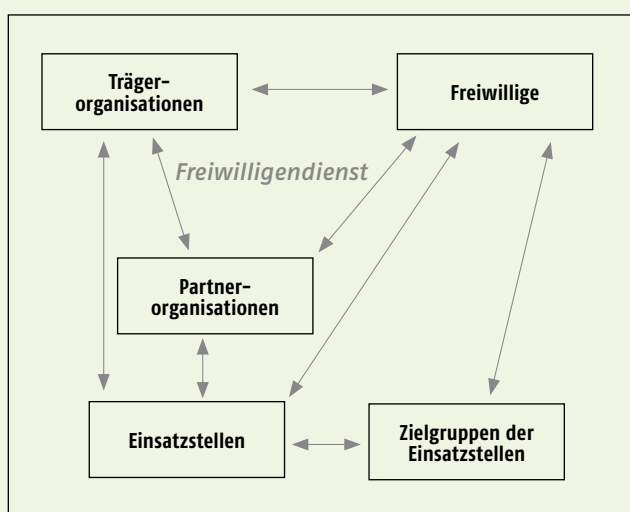 Träger-
organisationen
Freiwillige
Freiwilligendienst
Partner-
organisationen
Einsatzstellen
Zielgruppen der
Einsatzstellen